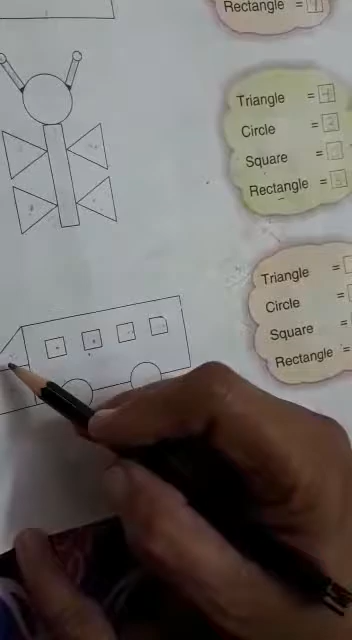 Rectangle =
Triangle =
Circle =
Square =
Rectangle =
Triangle =
Circle =
Square =
Rectangle =